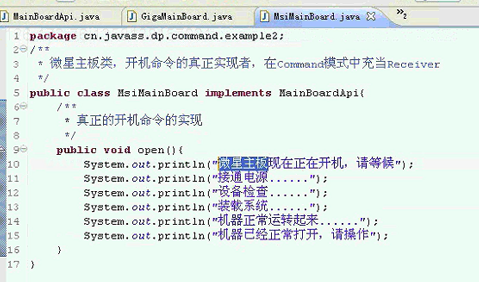 MainBoardApi.java GigaMainBoard.java MsiMainBoard.java »2
1 package cn.javass.dp.command.example2;
2 /**
3 * 微星主板类，开机命令的真正实现者，在Command模式中充当Receiver
4 */
5 public class MsiMainBoard implements MainBoardApi{
6 /**
7 * 真正的开机命令的实现
8 */
9 public void open(){
10 System.out.println("微星主板现在正在开机，请等候");
11 System.out.println("接通电源......");
12 System.out.println("设备检查......");
13 System.out.println("装载系统......");
14 System.out.println("机器正常运转起来......");
15 System.out.println("机器已经正常打开，请操作");
16 }
17 }